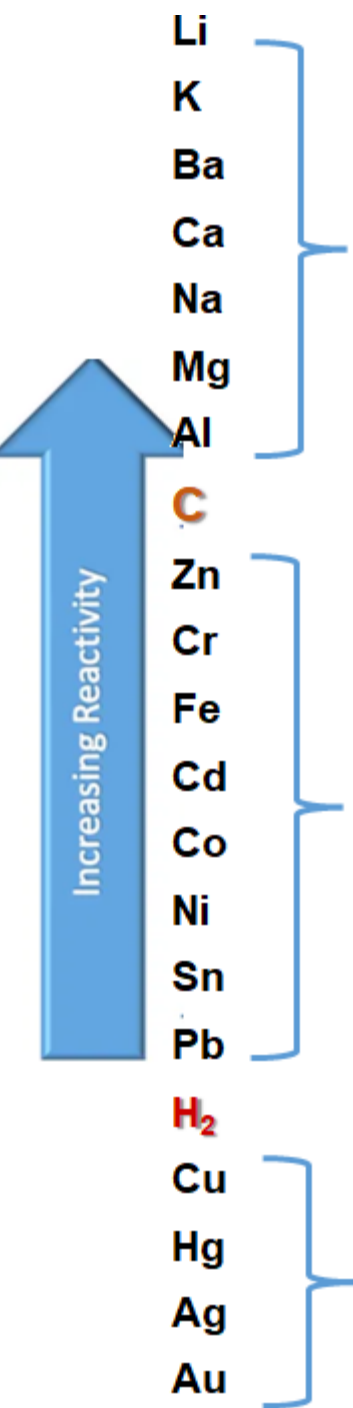 Li
K
Ba
Ca
Na
Mg
Al
C
Zn
Cr
Fe
Cd
Co
Ni
Sn
Pb
H₂
Cu
Hg
Ag
Au
Increasing Reactivity